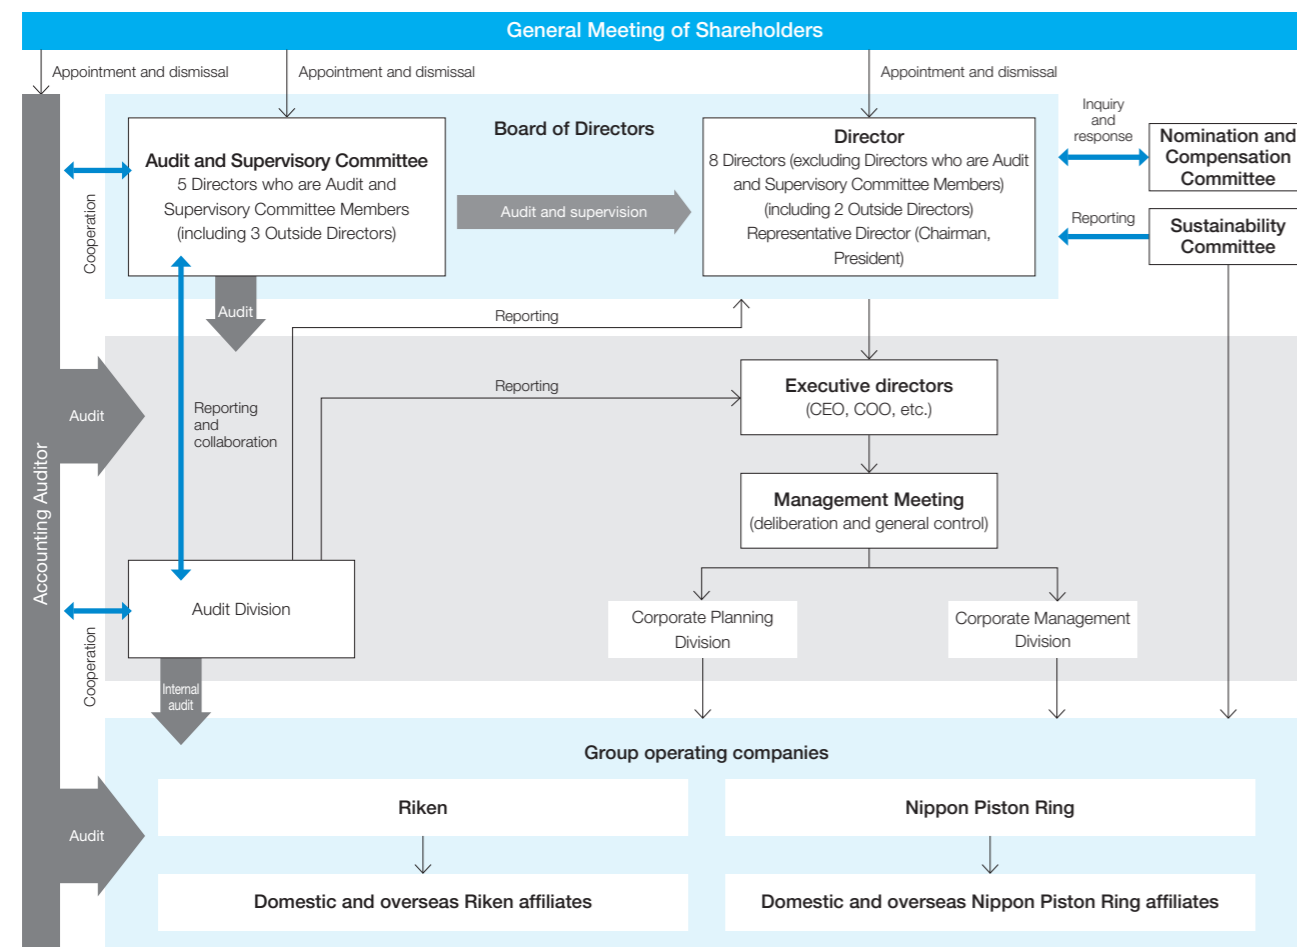 General Meeting of Shareholders
Appointment and dismissal
Appointment and dismissal
Appointment and dismissal
Accounting Auditor
Cooperation
Board of Directors
Audit and Supervisory Committee
5 Directors who are Audit and
Supervisory Committee Members
(including 3 Outside Directors)
Audit and supervision
Director
8 Directors (excluding Directors who are Audit
and Supervisory Committee Members)
(including 2 Outside Directors)
Representative Director (Chairman,
President)
Inquiry
and
response
Nomination and
Compensation
Committee
Reporting
Sustainability
Committee
Audit
Reporting
Audit
Reporting
and
collaboration
Reporting
Executive directors
(CEO, COO, etc.)
Management Meeting
(deliberation and general control)
Audit Division
Cooperation
Corporate Planning
Division
Corporate Management
Division
Internal
audit
Group operating companies
Audit
Riken
Nippon Piston Ring
Domestic and overseas Riken affiliates
Domestic and overseas Nippon Piston Ring affiliates